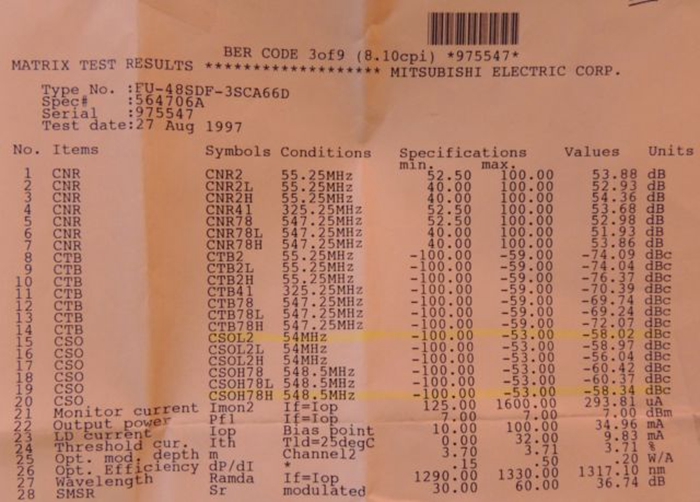 BER CODE 3of9 (8.10cpi) *975547*
MATRIX TEST RESULTS ******************* MITSUBISHI ELECTRIC CORP.
Type No. :FU-48SDF-3SCA66D
Spec# :564706A
Serial :975547
Test date:27 Aug 1997
No. Items Symbols Conditions Specifications Values Units
min. max.
1 CNR CNR2 55.25MHz 52.50 100.00 53.88 dB
2 CNR CNR2L 55.25MHz 40.00 100.00 52.93 dB
3 CNR CNR2H 55.25MHz 40.00 100.00 54.36 dB
4 CNR CNR41 325.25MHz 52.50 100.00 53.68 dB
5 CNR CNR78 547.25MHz 52.50 100.00 52.98 dB
6 CNR CNR78L 547.25MHz 40.00 100.00 51.93 dB
7 CNR CNR78H 547.25MHz 40.00 100.00 53.86 dB
8 CTB CTB2 55.25MHz -100.00 -59.00 -74.09 dBc
9 CTB CTB2L 55.25MHz -100.00 -59.00 -74.04 dBc
10 CTB CTB2H 55.25MHz -100.00 -59.00 -76.37 dBc
11 CTB CTB41 325.25MHz -100.00 -59.00 -70.39 dBc
12 CTB CTB78 547.25MHz -100.00 -59.00 -69.74 dBc
13 CTB CTB78L 547.25MHz -100.00 -59.00 -69.24 dBc
14 CTB CTB78H 547.25MHz -100.00 -59.00 -72.07 dBc
15 CSO CSOL2 54MHz -100.00 -53.00 -58.02 dBc
16 CSO CSOL2L 54MHz -100.00 -53.00 -58.97 dBc
17 CSO CSOL2H 54MHz -100.00 -53.00 -56.04 dBc
18 CSO CSOH78 548.5MHz -100.00 -53.00 -60.42 dBc
19 CSO CSOH78L 548.5MHz -100.00 -53.00 -60.37 dBc
20 CSO CSOH78H 548.5MHz -100.00 -53.00 -58.34 dBc
21 Monitor current Imon2 If=Iop 125.00 1600.00 293.81 uA
22 Output power Pf1 If=Iop 7.00 7.00 7.00 dBm
23 LD current Iop Bias point 10.00 100.00 34.96 mA
24 Threshold cur. Ith Tld=25degC 0.00 32.00 9.83 mA
25 Opt. mod. depth m Channel2 3.70 3.71 3.71 %
26 Opt. Efficiency dP/dI * .15 .50 .20 W/A
27 Wavelength Ramda If=Iop 1290.00 1330.00 1317.10 nm
28 SMSR Sr modulated 30.00 60.00 36.74 dB